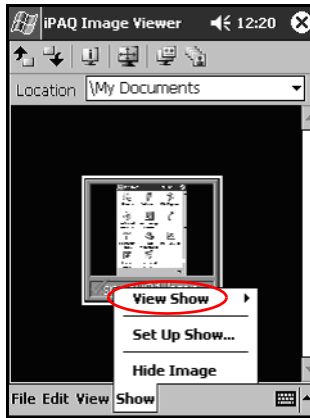 iPAQ Image Viewer 12:20
Location \My Documents
View Show
Set Up Show...
Hide Image
File Edit View Show